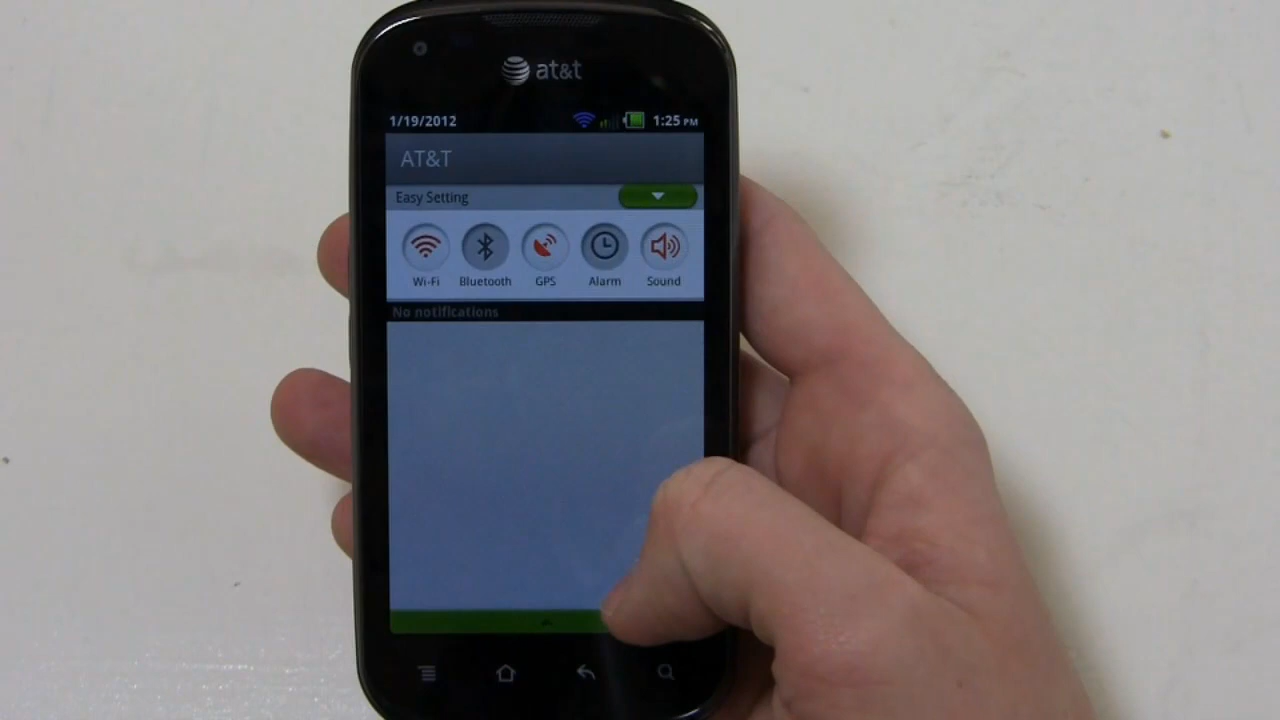 at&t
1/19/2012 1:25 PM
AT&T
Easy Setting
Wi-Fi Bluetooth GPS Alarm Sound
No notifications